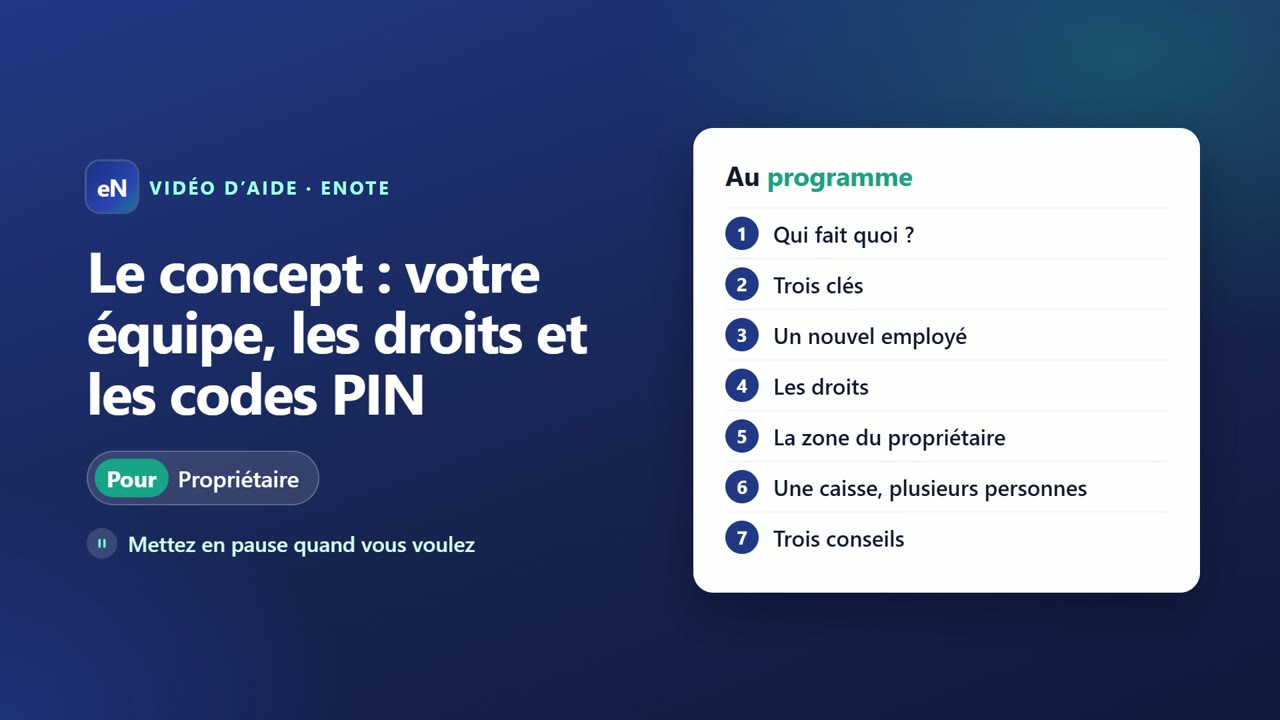 eN
VIDÉO D’AIDE · ENOTE
Le concept : votre
équipe, les droits et
les codes PIN
Pour Propriétaire
Mettez en pause quand vous voulez
Au programme
1 Qui fait quoi ?
2 Trois clés
3 Un nouvel employé
4 Les droits
5 La zone du propriétaire
6 Une caisse, plusieurs personnes
7 Trois conseils